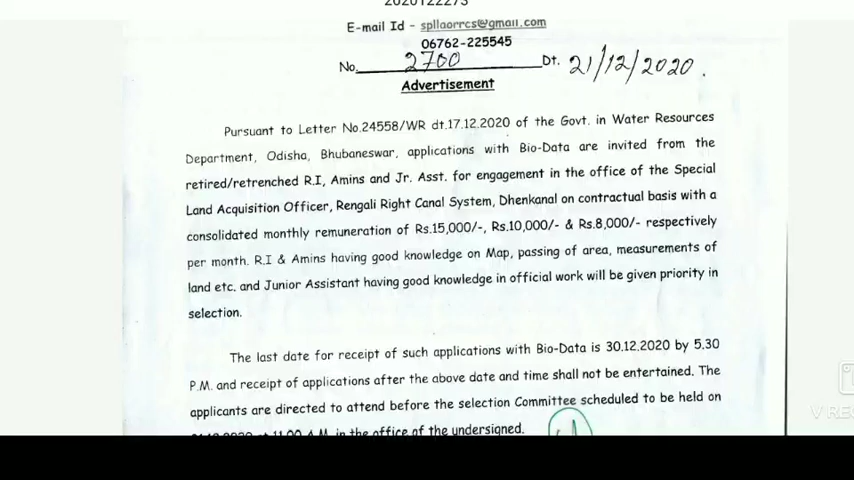 E-mail Id - spllaorrcs@gmail.com
06762-225545
No. 2700 Dt. 21/12/2020.
Advertisement
Pursuant to Letter No.24558/WR dt.17.12.2020 of the Govt. in Water Resources
Department, Odisha, Bhubaneswar, applications with Bio-Data are invited from the
retired/retrenched R.I, Amins and Jr. Asst. for engagement in the office of the Special
Land Acquisition Officer, Rengali Right Canal System, Dhenkanal on contractual basis with a
consolidated monthly remuneration of Rs.15,000/-, Rs.10,000/- & Rs.8,000/- respectively
per month. R.I & Amins having good knowledge on Map, passing of area, measurements of
land etc. and Junior Assistant having good knowledge in official work will be given priority in
selection.
The last date for receipt of such applications with Bio-Data is 30.12.2020 by 5.30
P.M. and receipt of applications after the above date and time shall not be entertained. The
applicants are directed to attend before the selection Committee scheduled to be held on
at 11.00 A.M. in the office of the undersigned.